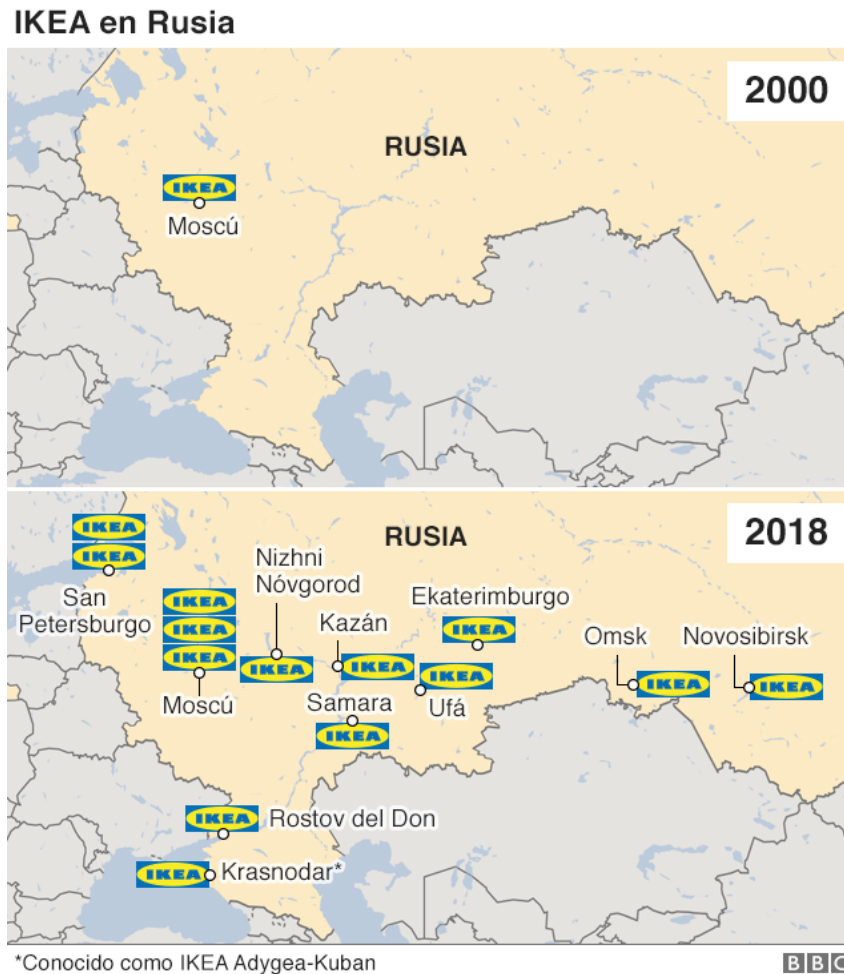 IKEA en Rusia
2000
RUSIA
IKEA
Moscú
RUSIA
2018
IKEA
IKEA
San
Petersburgo
IKEA
IKEA
IKEA
Moscú
Nizhni
Nóvgorod
IKEA
Kazán
IKEA
Ekaterimburgo
IKEA
IKEA
Ufá
Samara
IKEA
Omsk
IKEA
Novosibirsk
IKEA
IKEA
Rostov del Don
IKEA
Krasnodar*
*Conocido como IKEA Adygea-Kuban
BBC